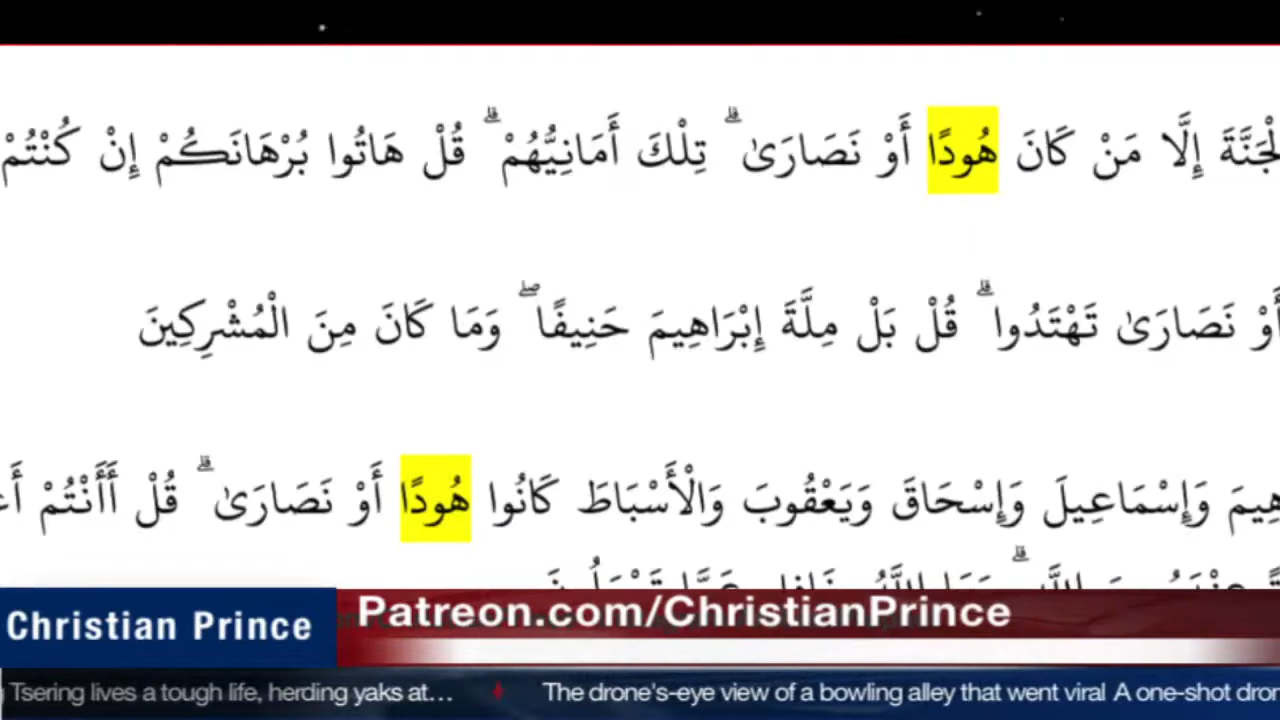 الْجَنَّةَ إِلَّا مَنْ كَانَ هُودًا أَوْ نَصَارَىٰ ۗ تِلْكَ أَمَانِيُّهُمْ ۗ قُلْ هَاتُوا بُرْهَانَكُمْ إِنْ كُنْتُمْ
أَوْ نَصَارَىٰ تَهْتَدُوا ۗ قُلْ بَلْ مِلَّةَ إِبْرَاهِيمَ حَنِيفًا ۖ وَمَا كَانَ مِنَ الْمُشْرِكِينَ
وَإِسْمَاعِيلَ وَإِسْحَاقَ وَيَعْقُوبَ وَالْأَسْبَاطَ كَانُوا هُودًا أَوْ نَصَارَىٰ ۗ قُلْ أَأَنْتُمْ
Christian Prince
Patreon.com/ChristianPrince
Tsering lives a tough life, herding yaks at… The drone's-eye view of a bowling alley that went viral A one-shot